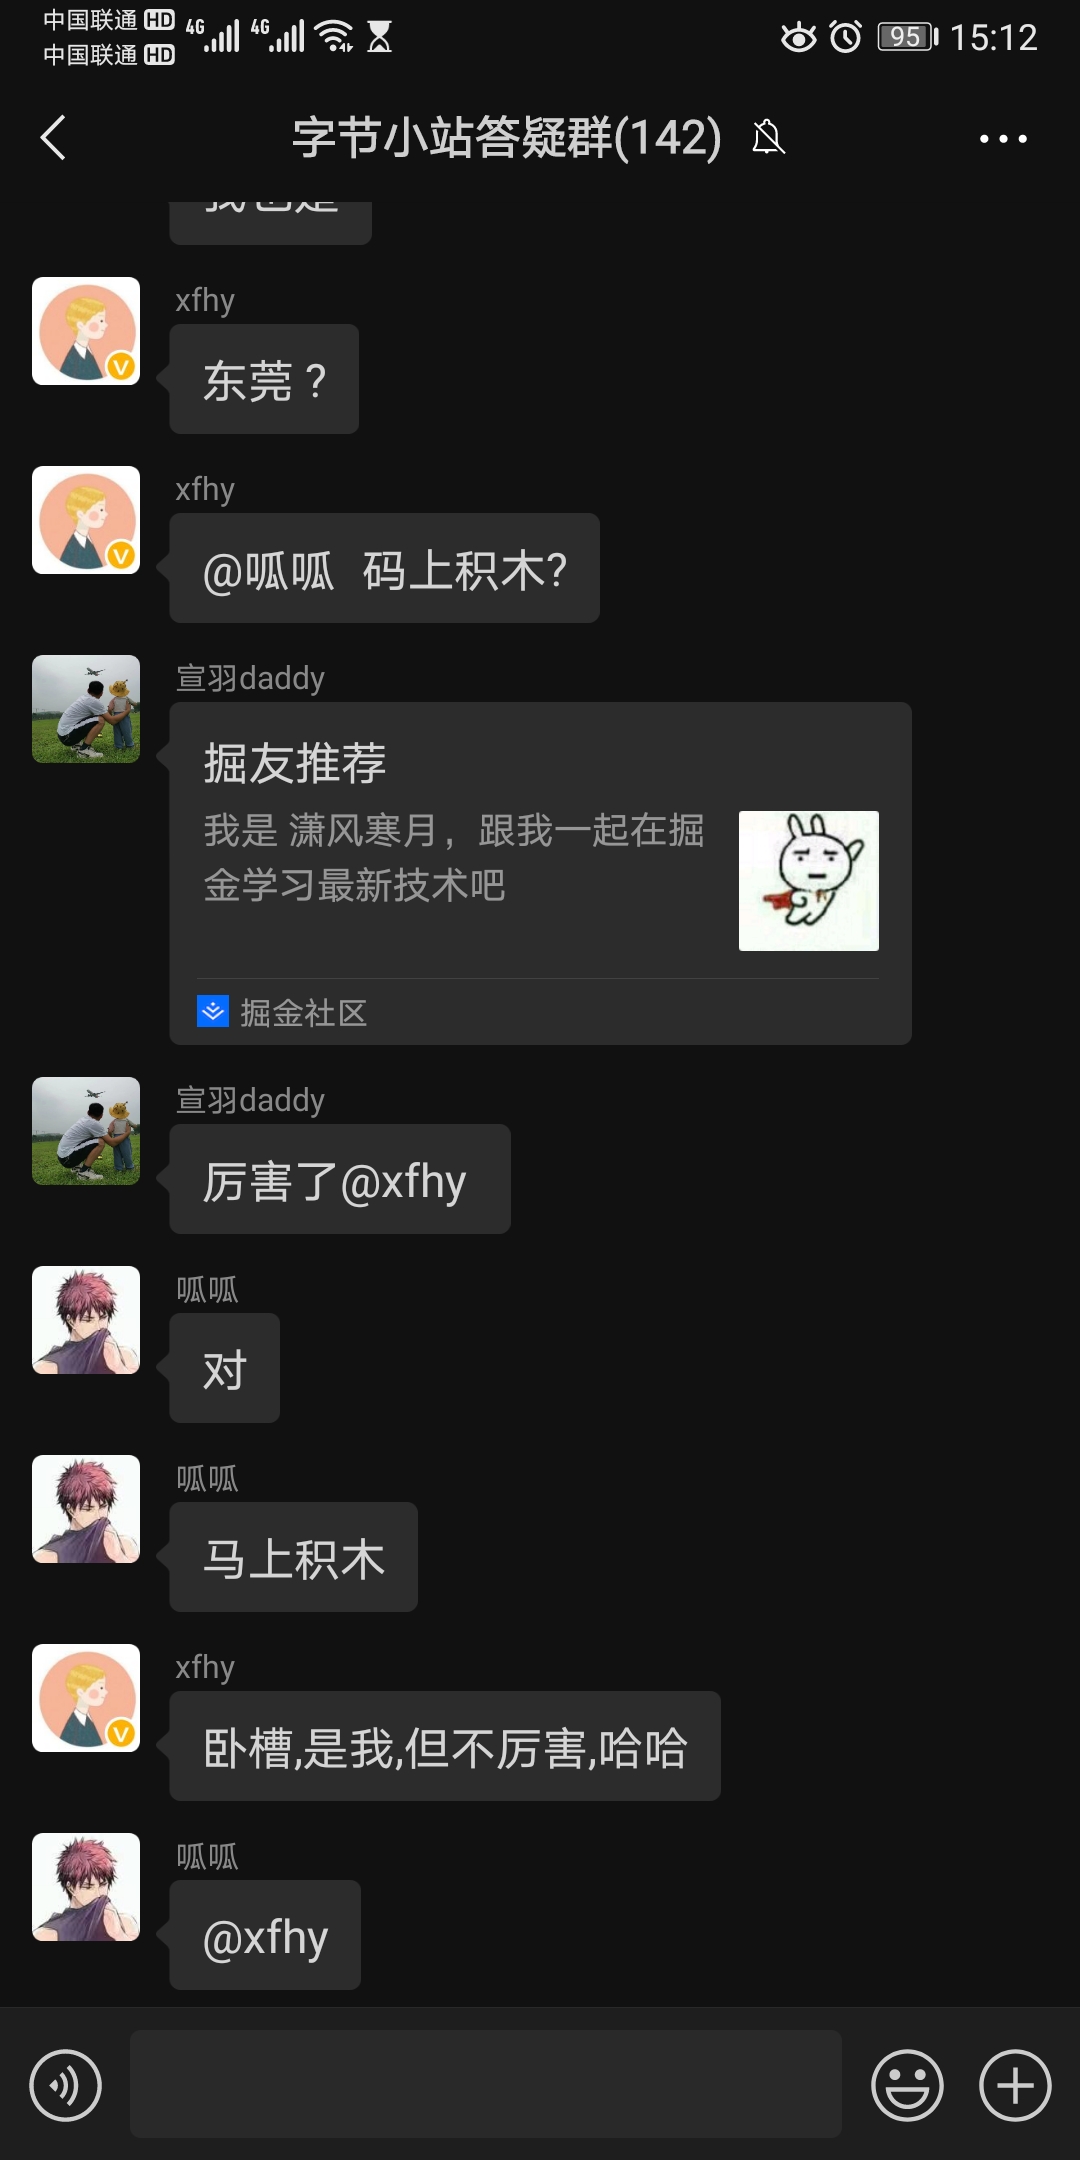 中国联通 HD 4G 4G
中国联通 HD
95 15:12
字节小站答疑群(142)
我也是
xfhy
东莞？
xfhy
@呱呱 码上积木?
宣羽daddy
掘友推荐
我是 潇风寒月，跟我一起在掘
金学习最新技术吧
掘金社区
宣羽daddy
厉害了@xfhy
呱呱
对
呱呱
马上积木
xfhy
卧槽,是我,但不厉害,哈哈
呱呱
@xfhy